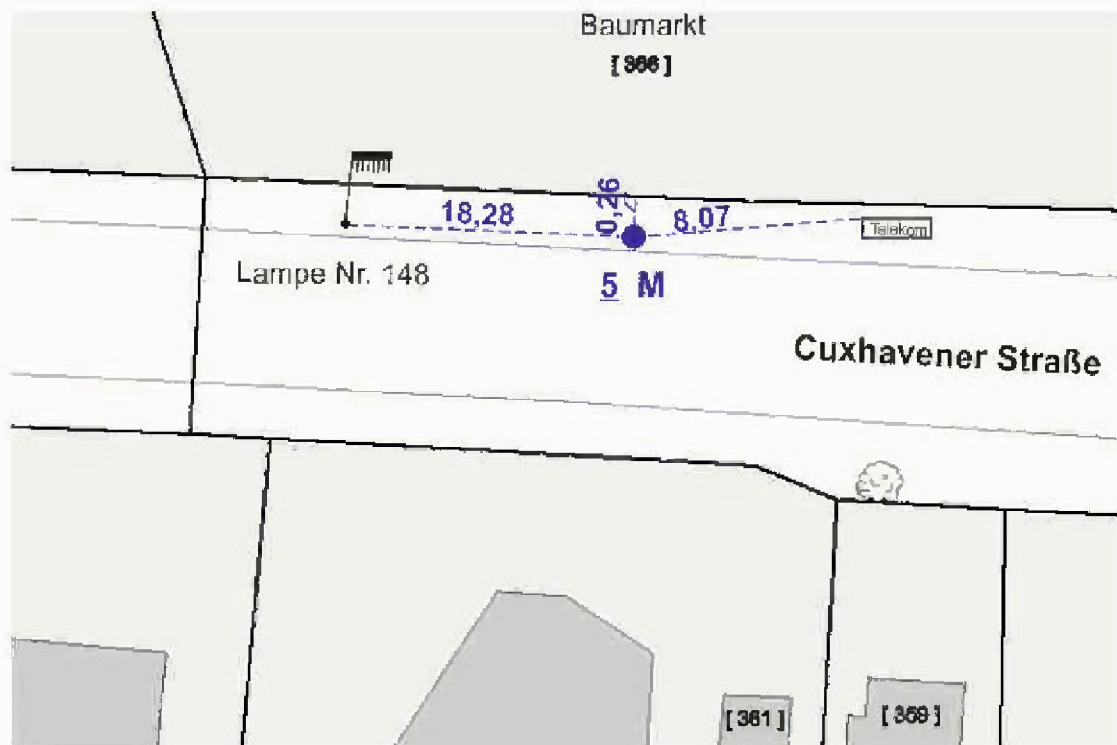 Baumarkt
[366]
18,28
0,26
8,07
Telekom
Lampe Nr. 148
5 M
Cuxhavener Straße
[361]
[359]